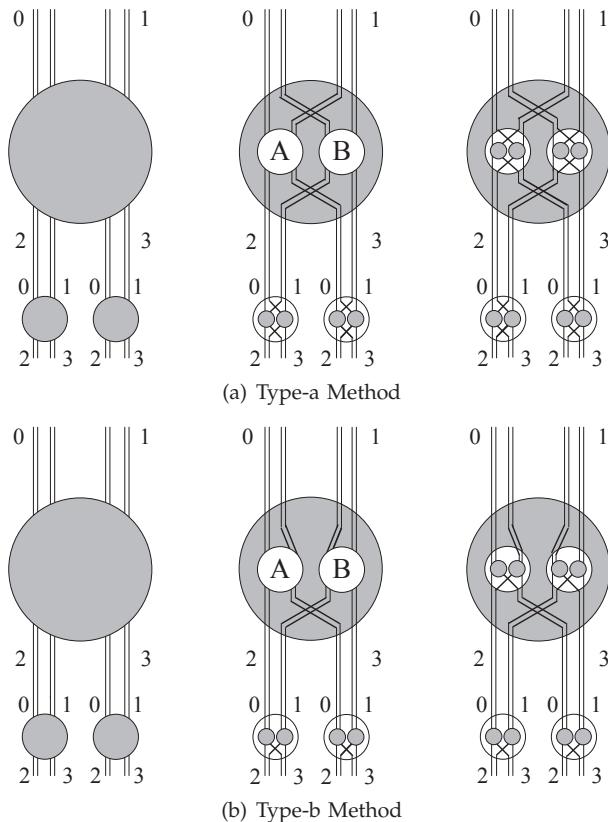 0 1 0 1 0 1
A B
2 3 2 3 2 3
0 1 0 1 0 1 0 1 0 1 0 1
2 3 2 3 2 3 2 3 2 3 2 3
(a) Type-a Method
0 1 0 1 0 1
A B
2 3 2 3 2 3
0 1 0 1 0 1 0 1 0 1 0 1
2 3 2 3 2 3 2 3 2 3 2 3
(b) Type-b Method